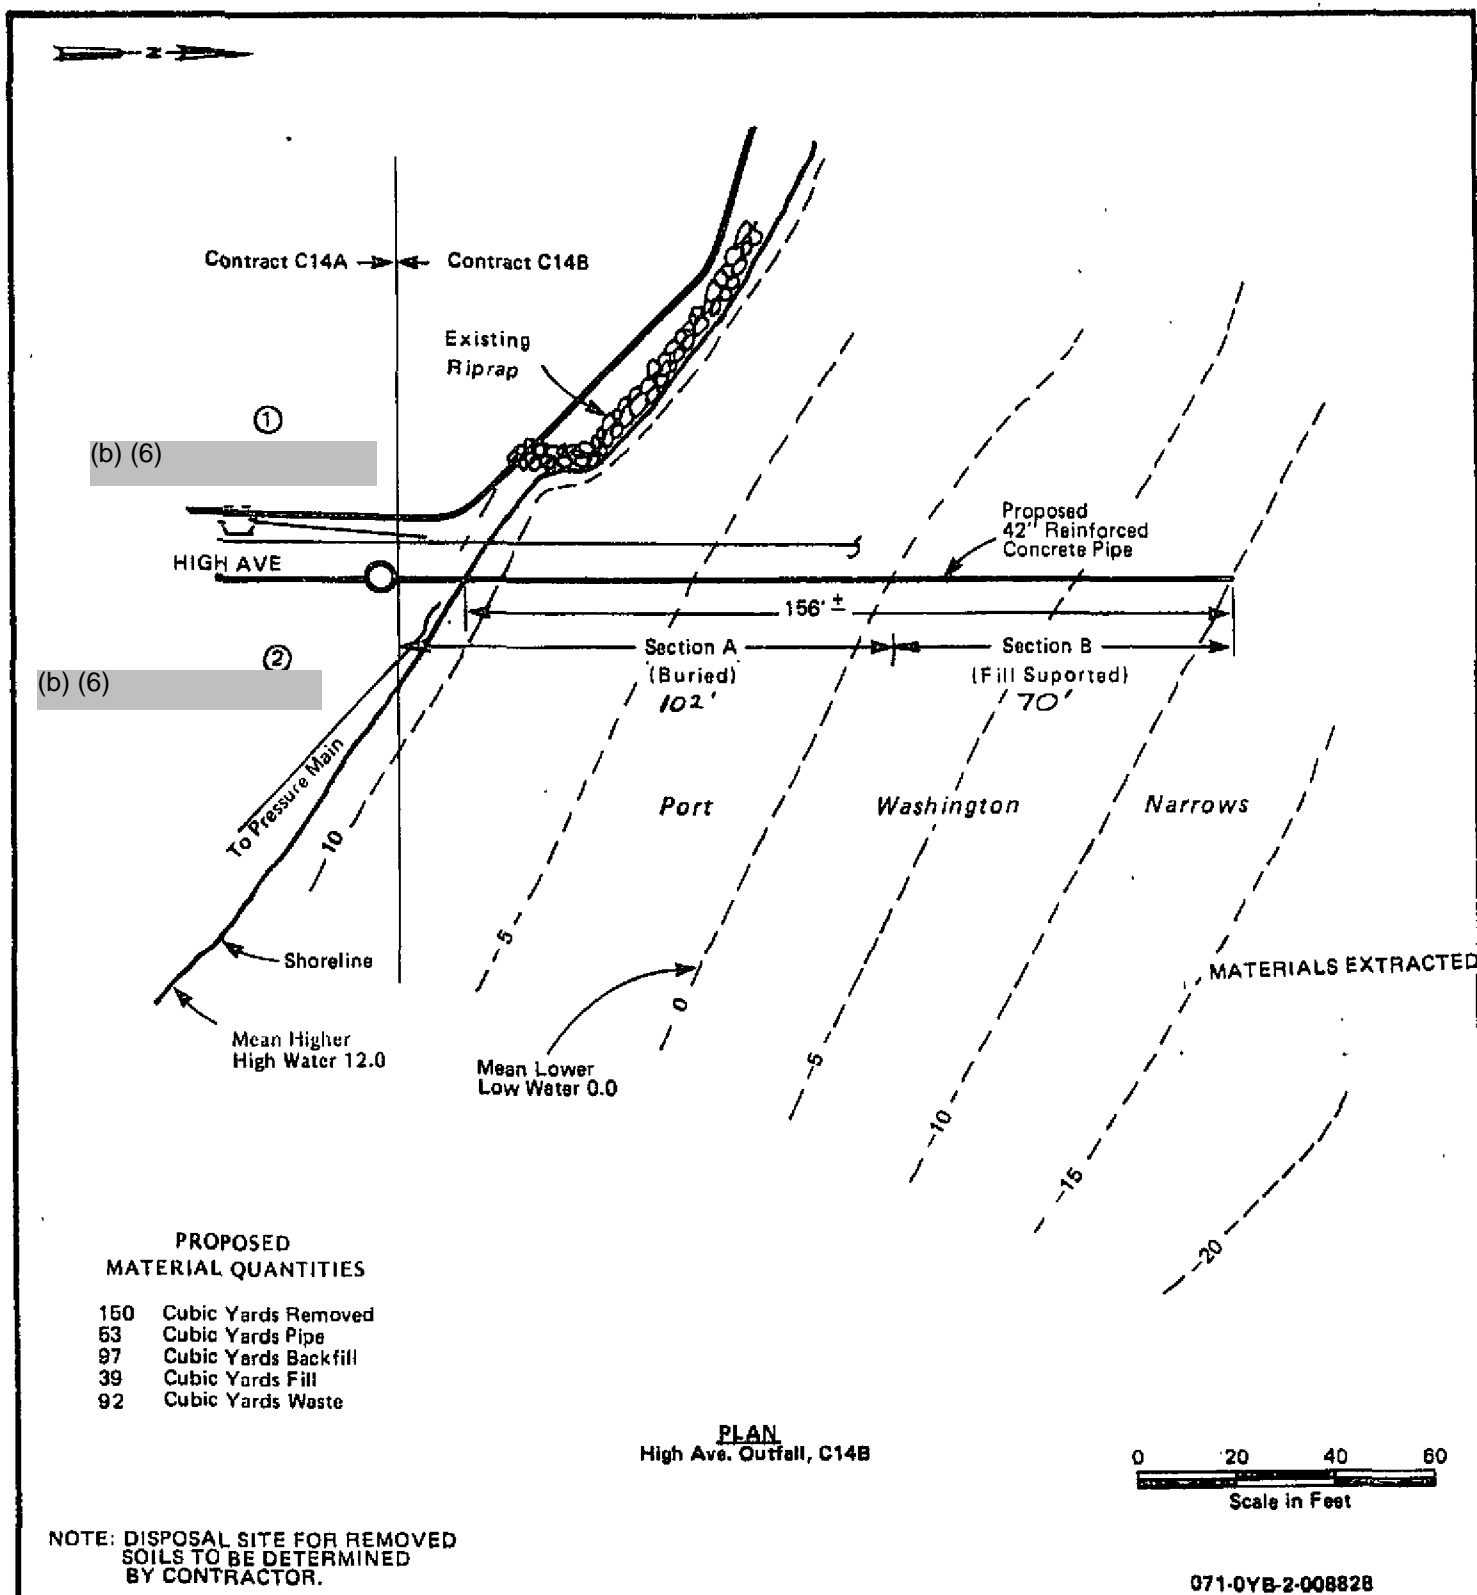 N
Contract C14A
Contract C14B
Existing
Riprap
1
(b) (6)
HIGH AVE
Proposed
42" Reinforced
Concrete Pipe
156' ±
Section A
(Buried)
102'
Section B
(Fill Suported)
70'
2
(b) (6)
To Pressure Main
10
Port Washington Narrows
5
Shoreline
MATERIALS EXTRACTED
0
Mean Higher
High Water 12.0
Mean Lower
Low Water 0.0
-5
-10
-15
-20
PROPOSED
MATERIAL QUANTITIES
150 Cubic Yards Removed
53 Cubic Yards Pipe
97 Cubic Yards Backfill
39 Cubic Yards Fill
92 Cubic Yards Waste
PLAN
High Ave. Outfall, C14B
0 20 40 60
Scale in Feet
NOTE: DISPOSAL SITE FOR REMOVED
SOILS TO BE DETERMINED
BY CONTRACTOR.
071-0YB-2-008828